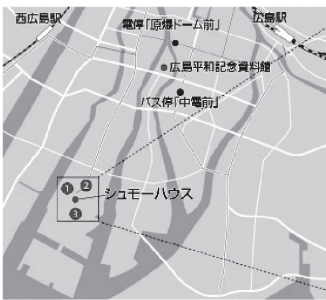 西広島駅
広島駅
電停「原爆ドーム前」
広島平和記念資料館
バス停「中電前」
1 2
シュモーハウス
3